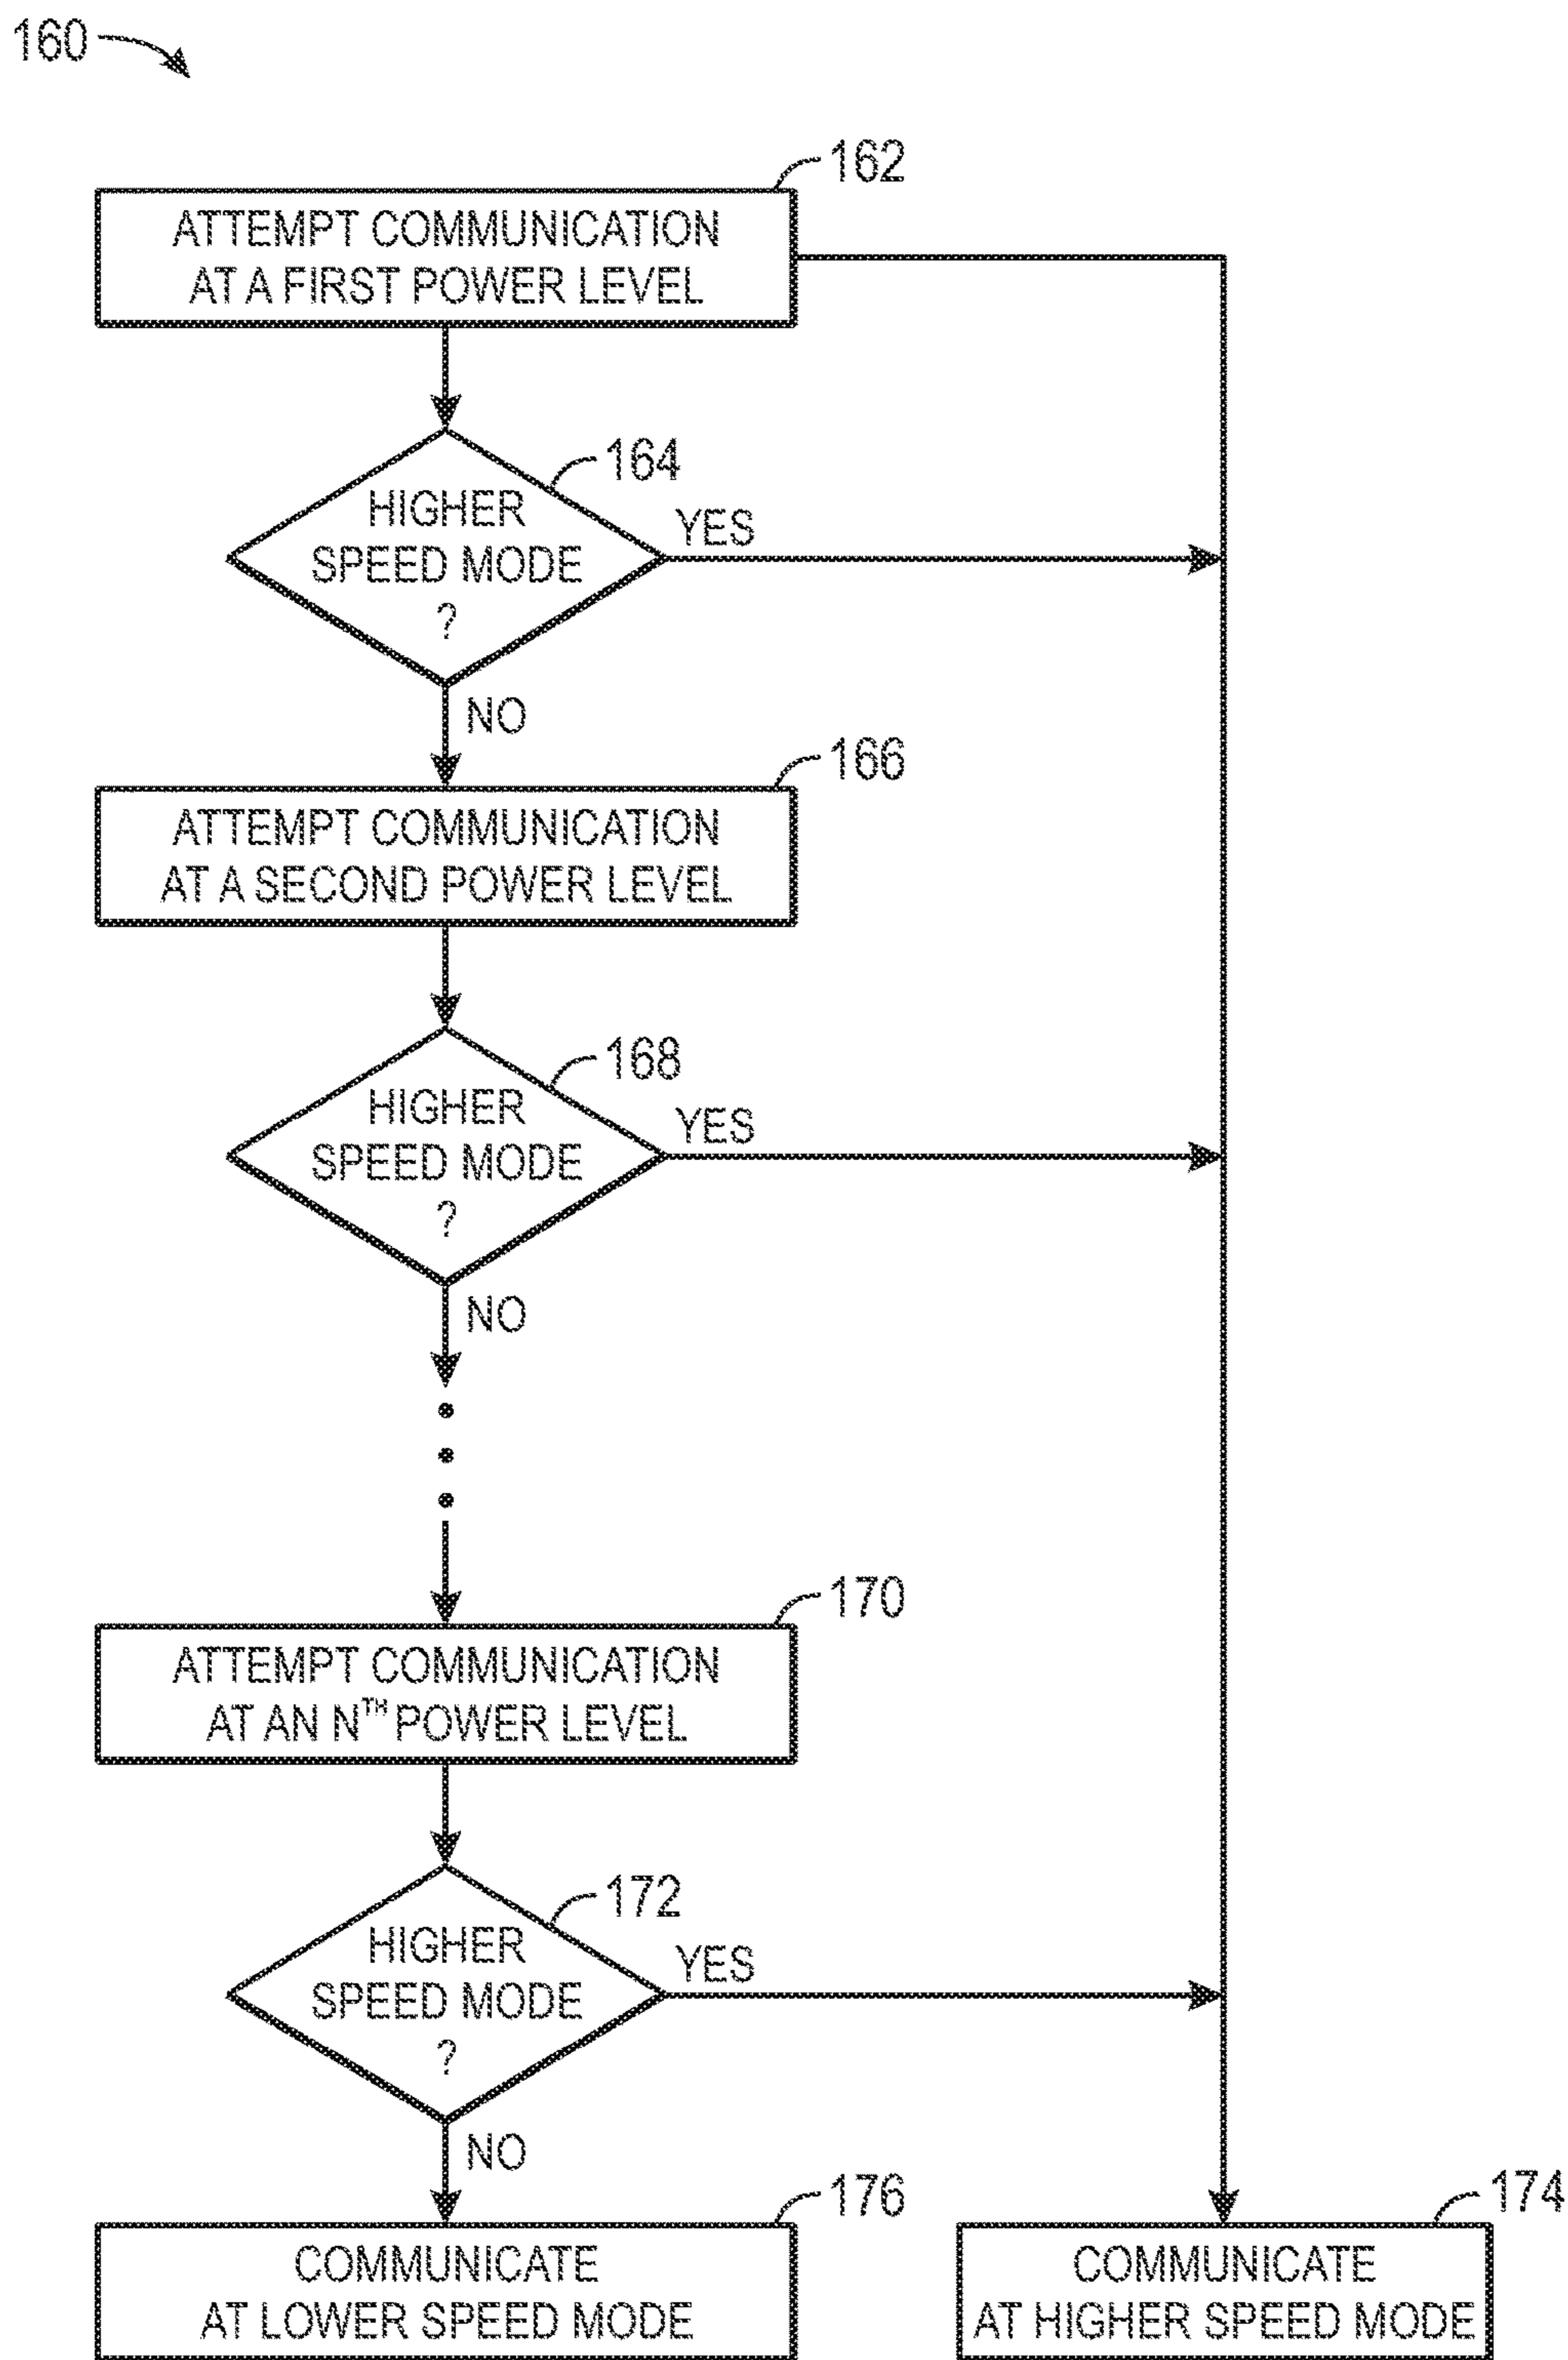 160
162
ATTEMPT COMMUNICATION
AT A FIRST POWER LEVEL
164
HIGHER
SPEED MODE
?
YES
NO
166
ATTEMPT COMMUNICATION
AT A SECOND POWER LEVEL
168
HIGHER
SPEED MODE
?
YES
NO
170
ATTEMPT COMMUNICATION
AT AN NTH POWER LEVEL
172
HIGHER
SPEED MODE
?
YES
NO
176
COMMUNICATE
AT LOWER SPEED MODE
174
COMMUNICATE
AT HIGHER SPEED MODE